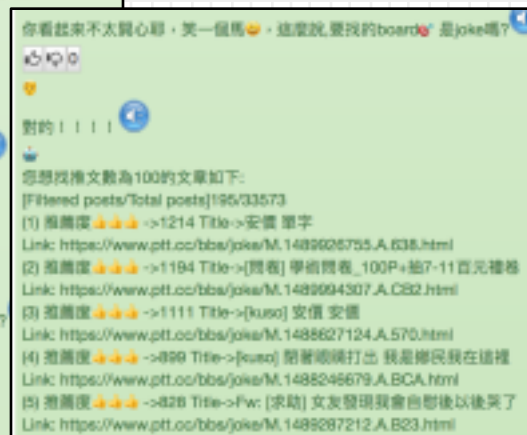 你看起來不太開心耶,笑一個馬😅,這麼說,要找的board🎯 是joke嗎?
0
對的!!!!
您想找推文數為100的文章如下:
[Filtered posts/Total posts]195/33573
(1) 推薦度👍👍👍->1214 Title->安價 單字
Link: https://www.ptt.cc/bbs/joke/M.1489926755.A.638.html
(2) 推薦度👍👍👍->1194 Title->[問卷] 學術問卷_100P+抽7-11百元禮卷
Link: https://www.ptt.cc/bbs/joke/M.1489994307.A.CB2.html
(3) 推薦度👍👍👍->1111 Title->[kuso] 安價 安價
Link: https://www.ptt.cc/bbs/joke/M.1488627124.A.570.html
(4) 推薦度👍👍👍->899 Title->[kuso] 閉著眼睛打出 我是鄉民我在這裡
Link: https://www.ptt.cc/bbs/joke/M.1488246679.A.BCA.html
(5) 推薦度👍👍👍->828 Title->Fw: [求助] 女友發現我會自慰後以後哭了
Link: https://www.ptt.cc/bbs/joke/M.1489287212.A.B23.html